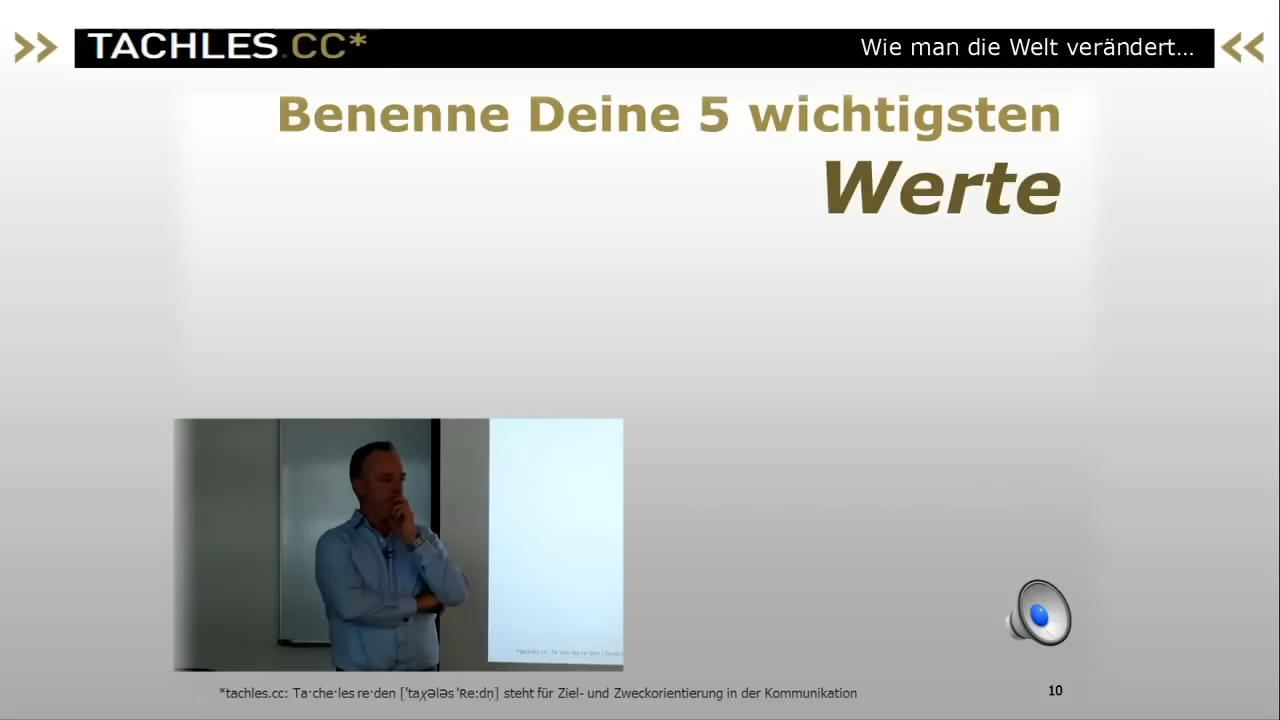 TACHLES.CC*
Wie man die Welt verändert...
Benenne Deine 5 wichtigsten
Werte
*tachles.cc: Ta·che·les re·den ['taχələs 'Re:dņ] steht für Ziel- und Zweckorientierung in der Kommunikation
10